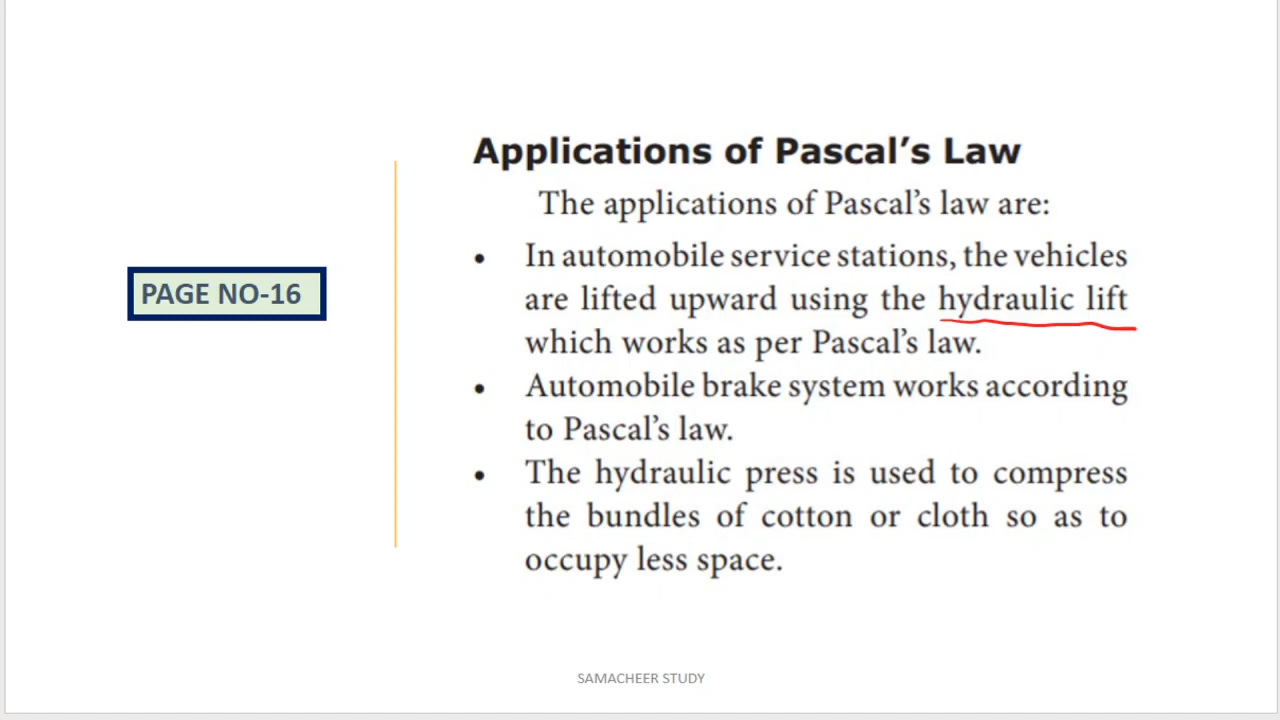 PAGE NO-16
Applications of Pascal’s Law
The applications of Pascal’s law are:
• In automobile service stations, the vehicles
are lifted upward using the hydraulic lift
which works as per Pascal’s law.
• Automobile brake system works according
to Pascal’s law.
• The hydraulic press is used to compress
the bundles of cotton or cloth so as to
occupy less space.
SAMACHEER STUDY